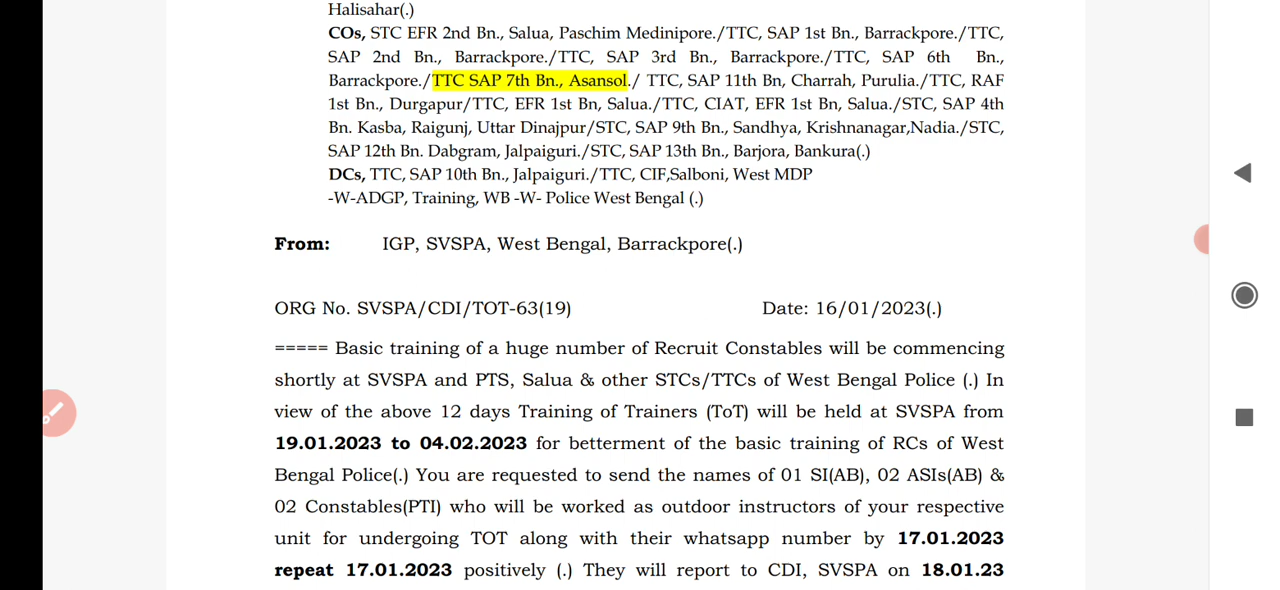 Halisahar(.)
COs, STC EFR 2nd Bn., Salua, Paschim Medinipore./TTC, SAP 1st Bn., Barrackpore./TTC,
SAP 2nd Bn., Barrackpore./TTC, SAP 3rd Bn., Barrackpore./TTC, SAP 6th Bn.,
Barrackpore./TTC SAP 7th Bn., Asansol./ TTC, SAP 11th Bn, Charrah, Purulia./TTC, RAF
1st Bn., Durgapur/TTC, EFR 1st Bn, Salua./TTC, CIAT, EFR 1st Bn, Salua./STC, SAP 4th
Bn. Kasba, Raigunj, Uttar Dinajpur/STC, SAP 9th Bn., Sandhya, Krishnanagar,Nadia./STC,
SAP 12th Bn. Dabgram, Jalpaiguri./STC, SAP 13th Bn., Barjora, Bankura(.)
DCs, TTC, SAP 10th Bn., Jalpaiguri./TTC, CIF,Salboni, West MDP
-W-ADGP, Training, WB -W- Police West Bengal (.)
From: IGP, SVSPA, West Bengal, Barrackpore(.)
ORG No. SVSPA/CDI/TOT-63(19) Date: 16/01/2023(.)
===== Basic training of a huge number of Recruit Constables will be commencing
shortly at SVSPA and PTS, Salua & other STCs/TTCs of West Bengal Police (.) In
view of the above 12 days Training of Trainers (ToT) will be held at SVSPA from
19.01.2023 to 04.02.2023 for betterment of the basic training of RCs of West
Bengal Police(.) You are requested to send the names of 01 SI(AB), 02 ASIs(AB) &
02 Constables(PTI) who will be worked as outdoor instructors of your respective
unit for undergoing TOT along with their whatsapp number by 17.01.2023
repeat 17.01.2023 positively (.) They will report to CDI, SVSPA on 18.01.23